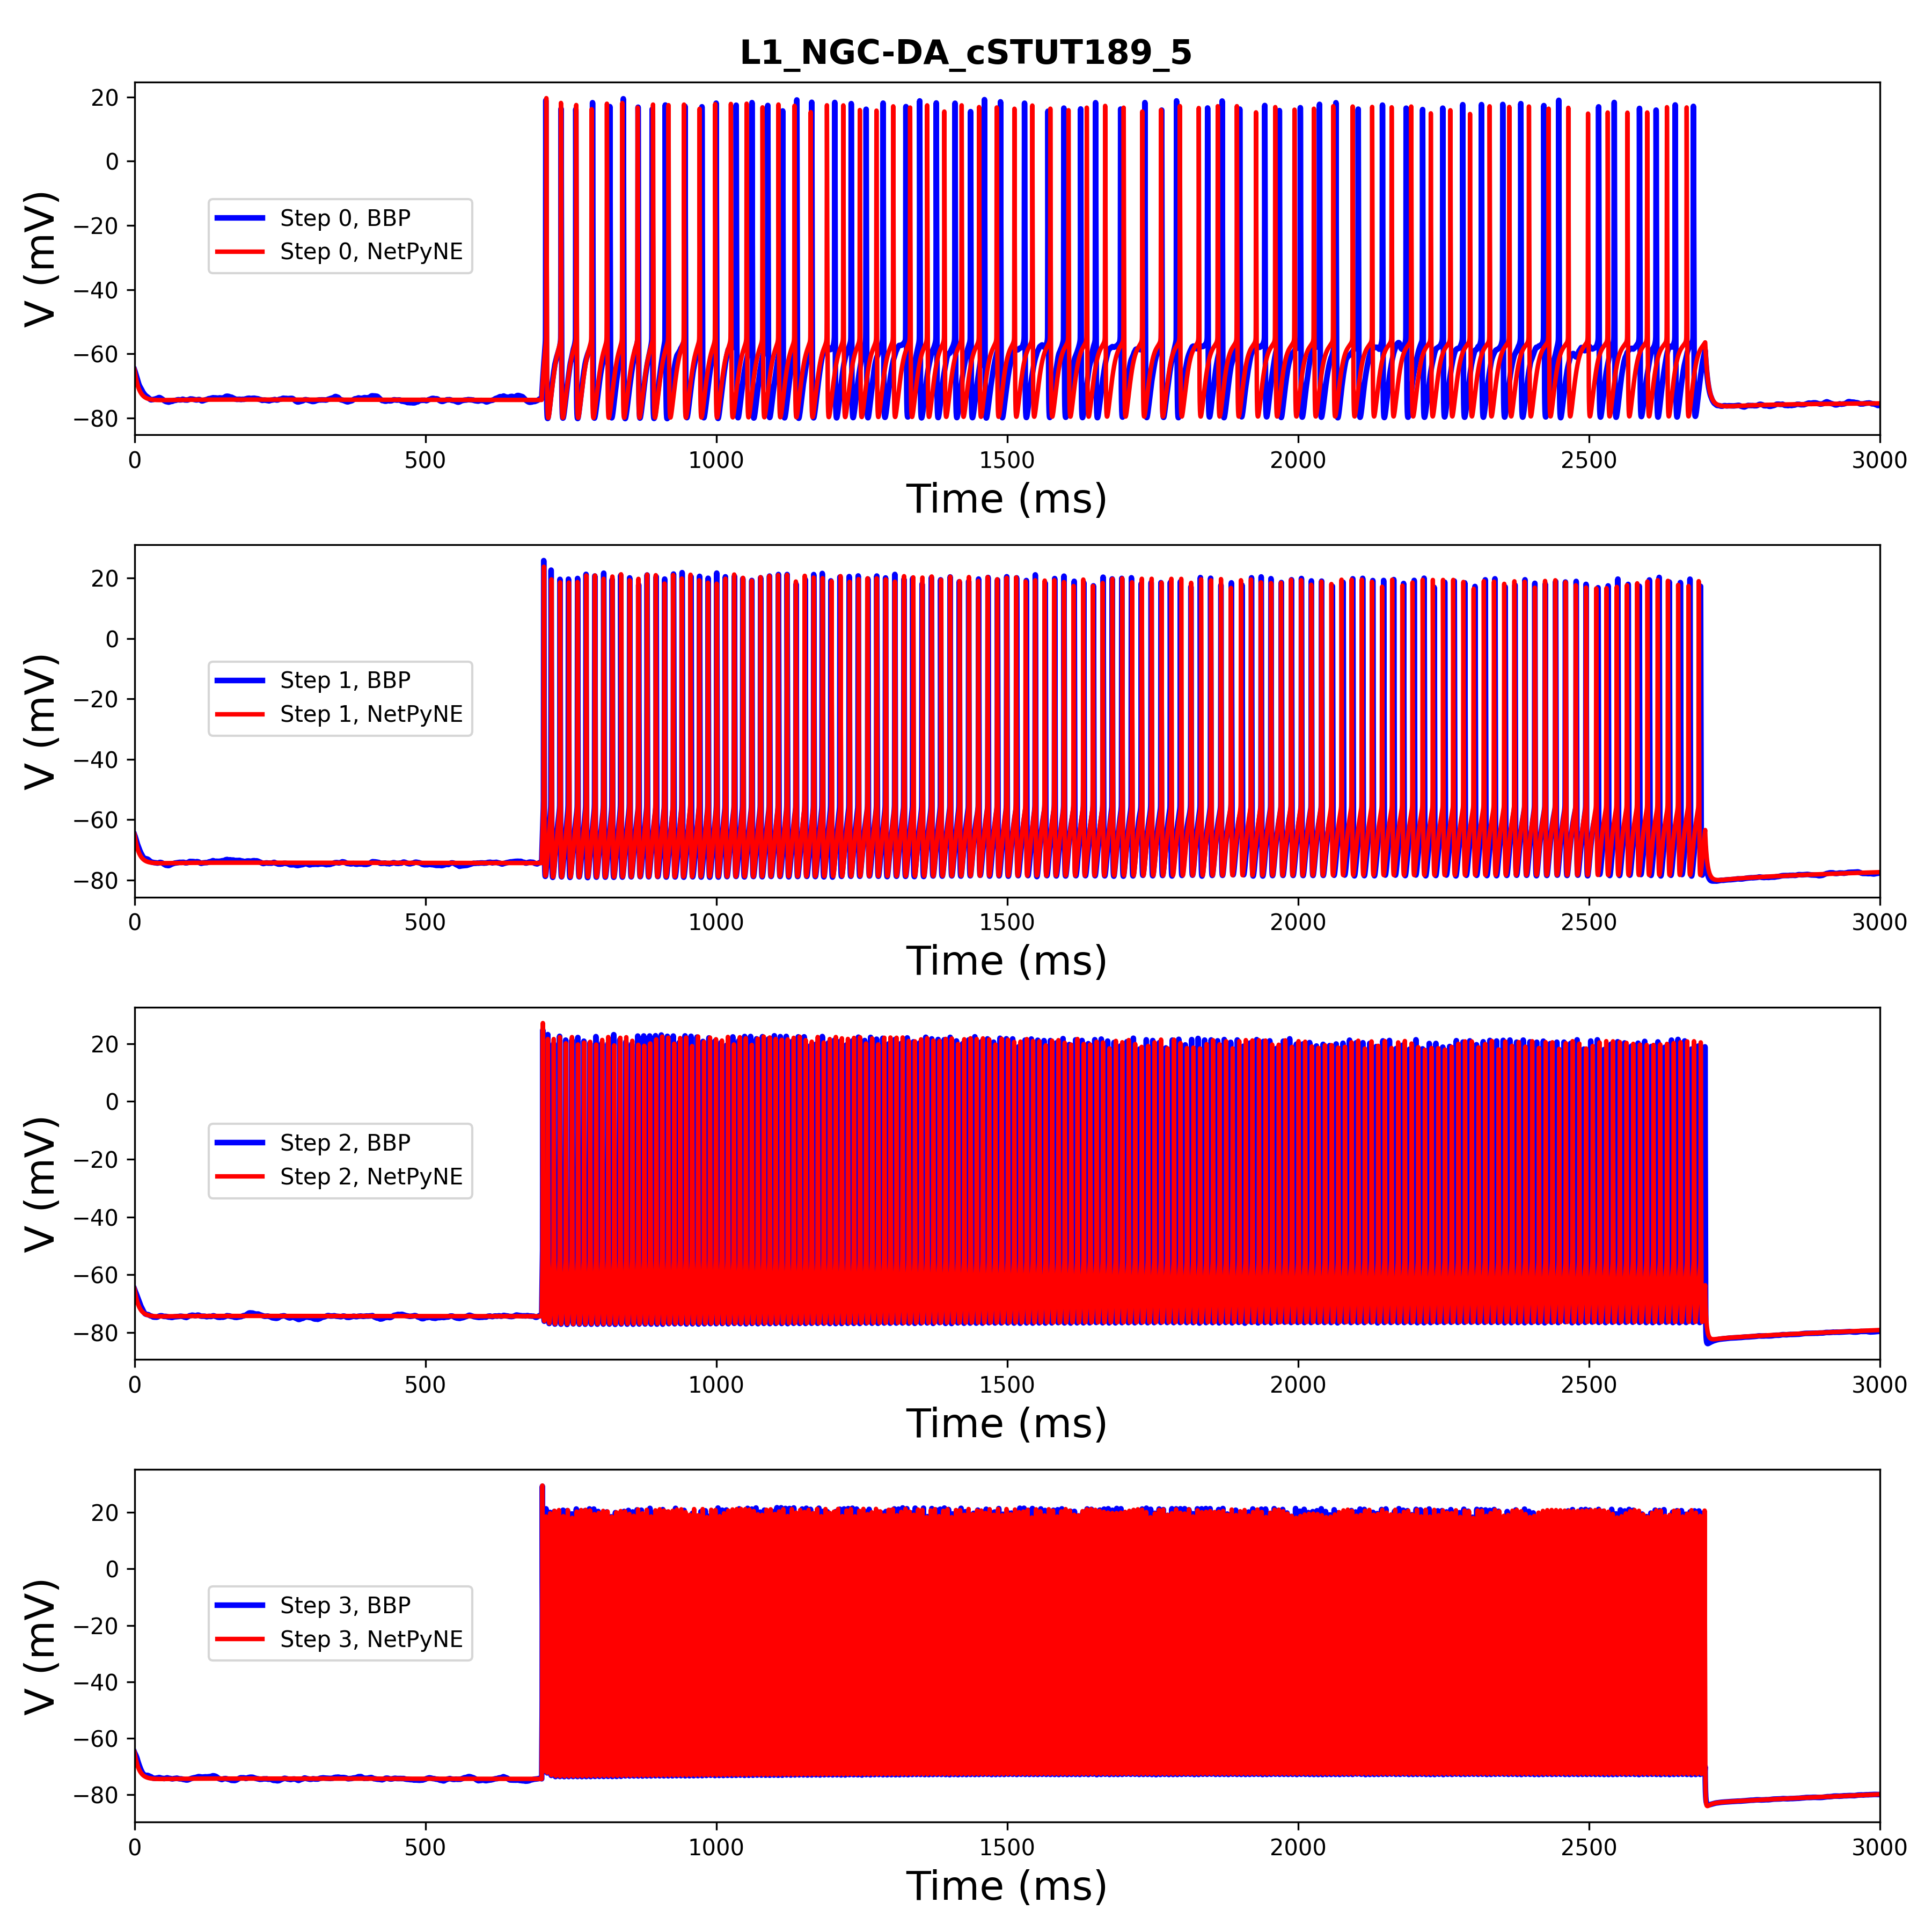 L1_NGC-DA_cSTUT189_5
20
0
−20
−40
−60
−80
V (mV)
Step 0, BBP
Step 0, NetPyNE
0 500 1000 1500 2000 2500 3000
Time (ms)
20
0
−20
−40
−60
−80
V (mV)
Step 1, BBP
Step 1, NetPyNE
0 500 1000 1500 2000 2500 3000
Time (ms)
20
0
−20
−40
−60
−80
V (mV)
Step 2, BBP
Step 2, NetPyNE
0 500 1000 1500 2000 2500 3000
Time (ms)
20
0
−20
−40
−60
−80
V (mV)
Step 3, BBP
Step 3, NetPyNE
0 500 1000 1500 2000 2500 3000
Time (ms)